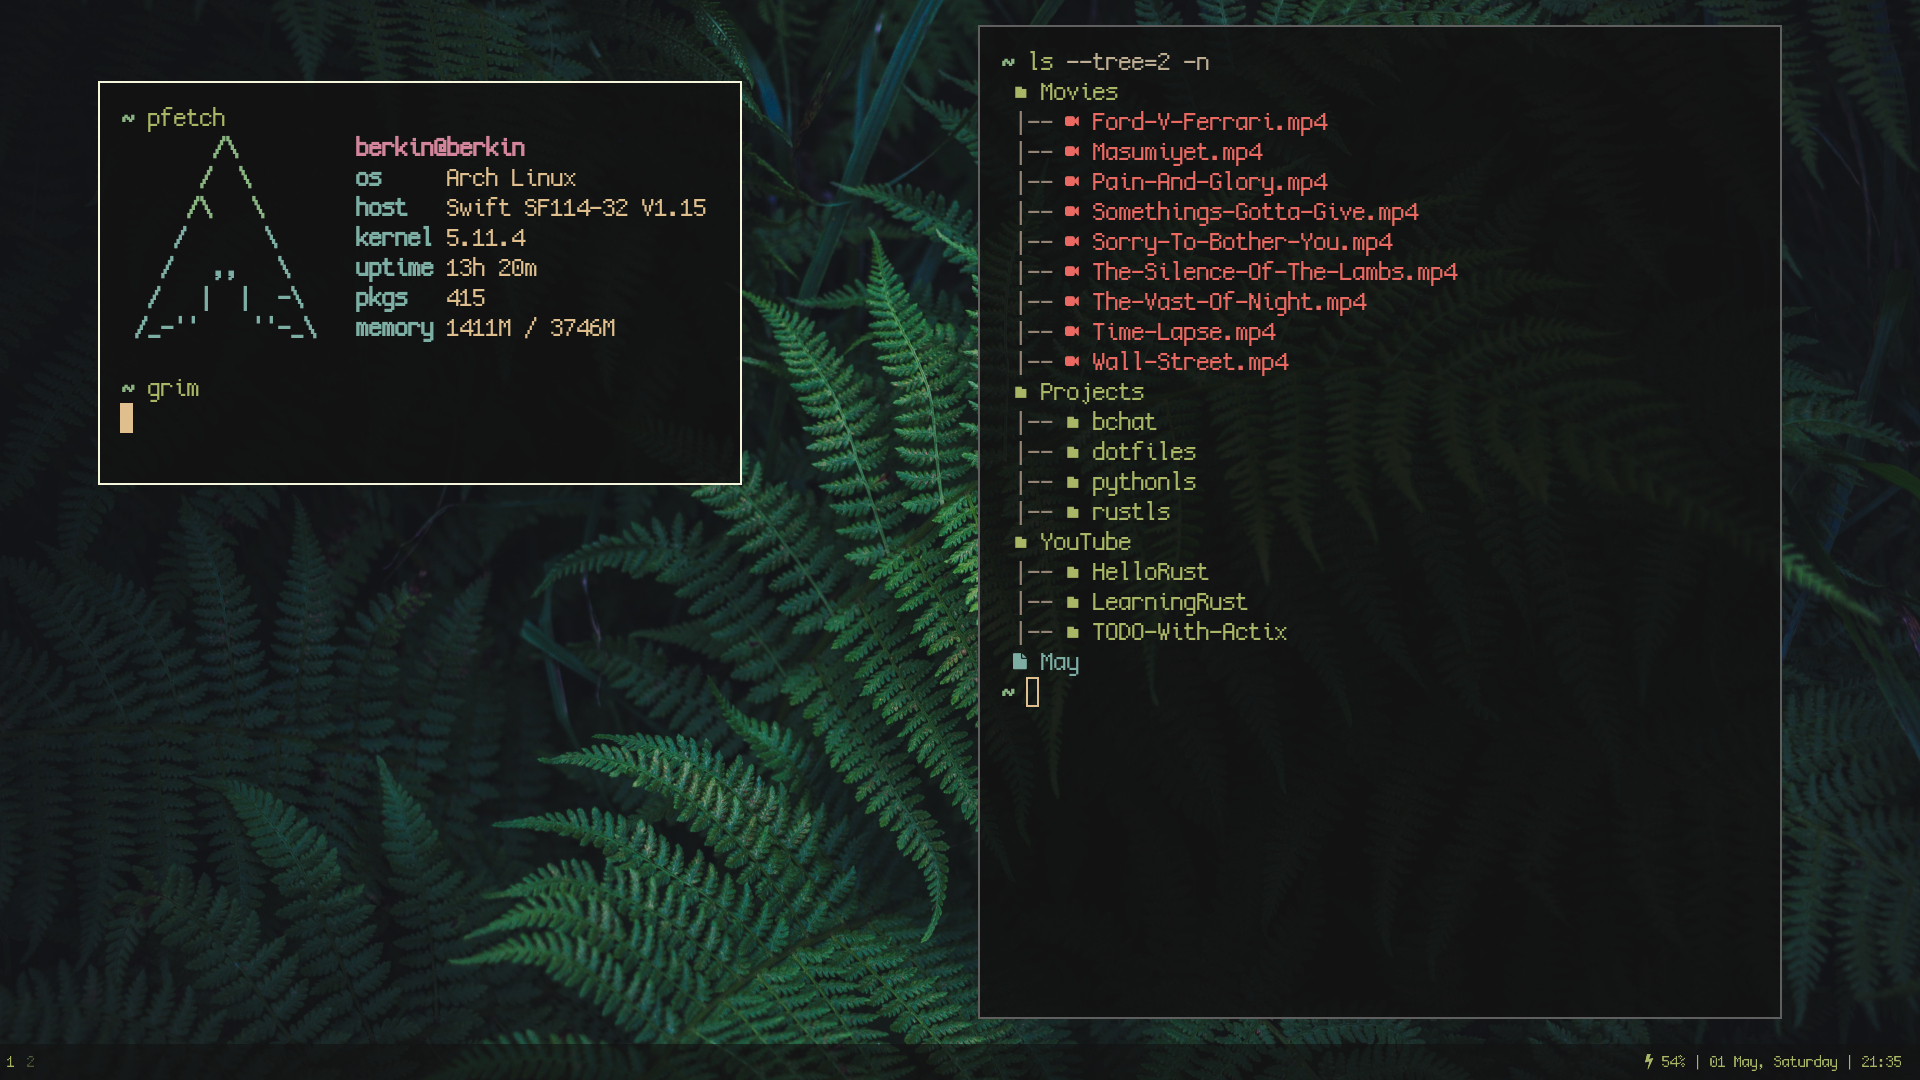 ~ pfetch
berkin@berkin
os Arch Linux
host Swift SF114-32 V1.15
kernel 5.11.4
uptime 13h 20m
pkgs 415
memory 1411M / 3746M
~ grim
~ ls --tree=2 -n
Movies
|-- Ford-V-Ferrari.mp4
|-- Masumiyet.mp4
|-- Pain-And-Glory.mp4
|-- Somethings-Gotta-Give.mp4
|-- Sorry-To-Bother-You.mp4
|-- The-Silence-Of-The-Lambs.mp4
|-- The-Vast-Of-Night.mp4
|-- Time-Lapse.mp4
|-- Wall-Street.mp4
Projects
|-- bchat
|-- dotfiles
|-- pythonls
|-- rustls
YouTube
|-- HelloRust
|-- LearningRust
|-- TODO-With-Actix
May
~
1 2
54% | 01 May, Saturday | 21:35